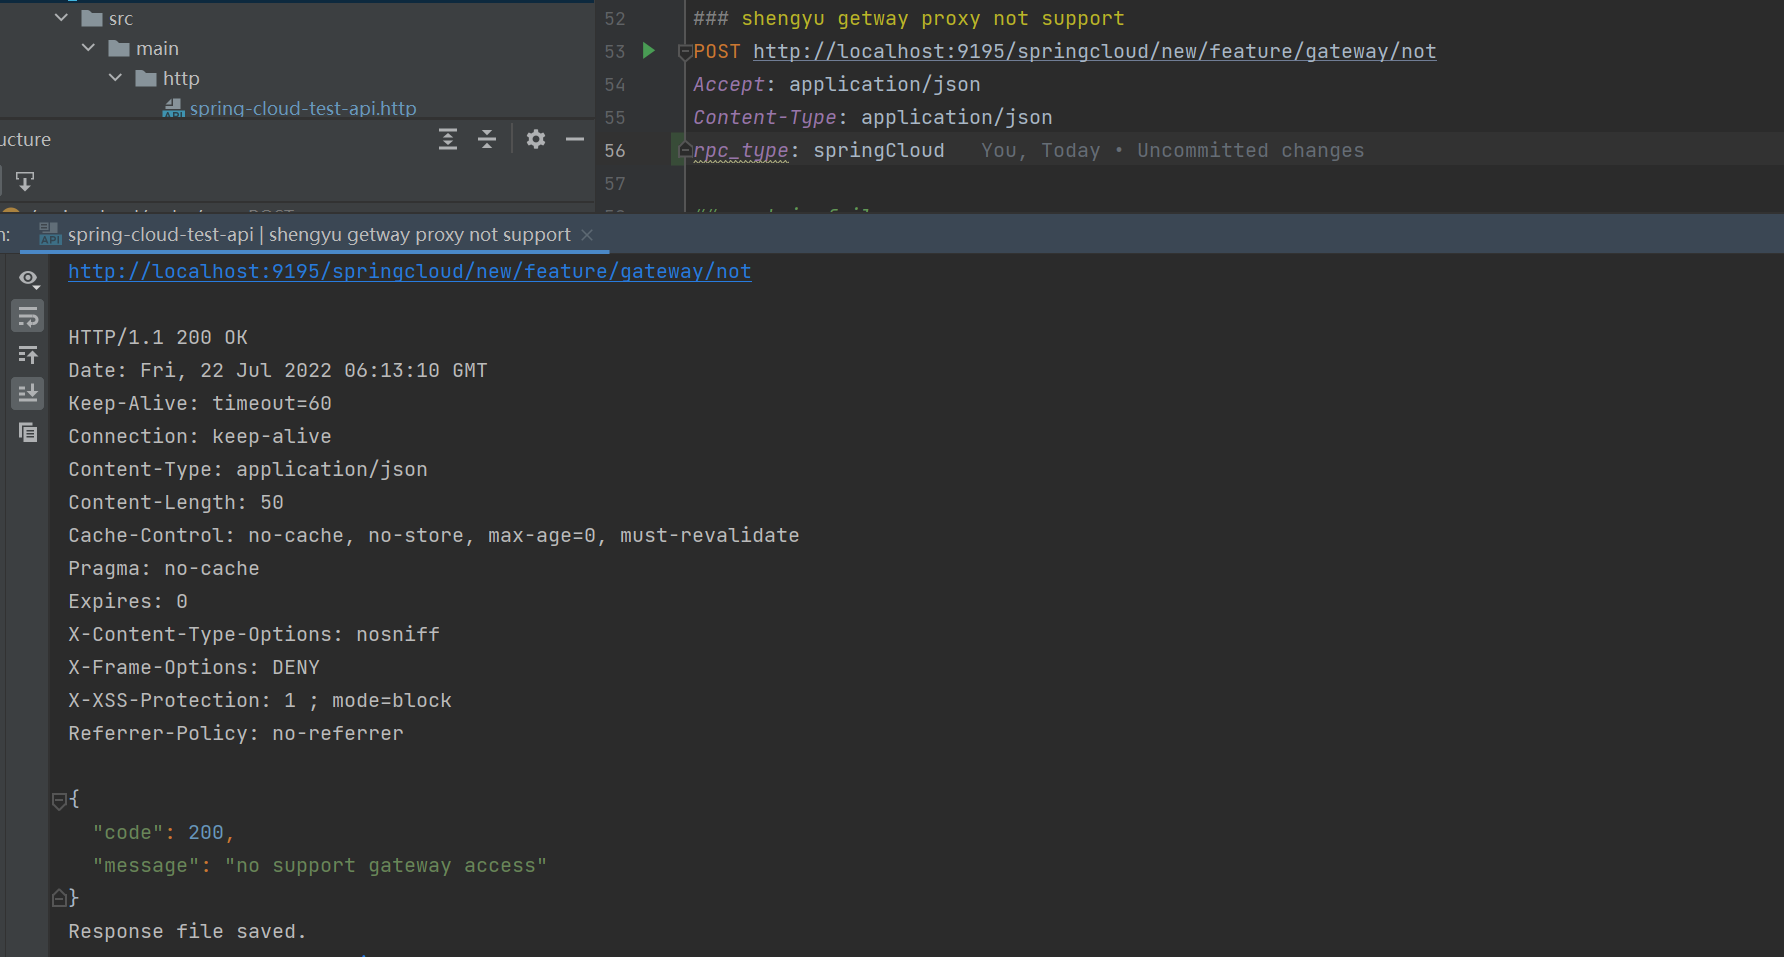 src
main
http
spring-cloud-test-api.http
ucture
52 ### shengyu getway proxy not support
53 POST http://localhost:9195/springcloud/new/feature/gateway/not
54 Accept: application/json
55 Content-Type: application/json
56 rpc_type: springCloud You, Today • Uncommitted changes
57
n: API spring-cloud-test-api | shengyu getway proxy not support
http://localhost:9195/springcloud/new/feature/gateway/not
HTTP/1.1 200 OK
Date: Fri, 22 Jul 2022 06:13:10 GMT
Keep-Alive: timeout=60
Connection: keep-alive
Content-Type: application/json
Content-Length: 50
Cache-Control: no-cache, no-store, max-age=0, must-revalidate
Pragma: no-cache
Expires: 0
X-Content-Type-Options: nosniff
X-Frame-Options: DENY
X-XSS-Protection: 1 ; mode=block
Referrer-Policy: no-referrer
{
"code": 200,
"message": "no support gateway access"
}
Response file saved.